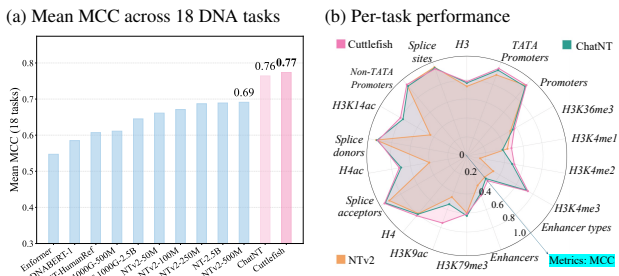 (a) Mean MCC across 18 DNA tasks
Mean MCC (18 tasks)
0.8
0.7
0.6
0.5
0.4
0.3
0.69
0.76
0.77
Enformer
DNABERT-1
NTv2-50M
NTv2-100M
NTv2-250M
NT-2.5B
NTv2-500M
ChatNT
Cuttlefish
(b) Per-task performance
Cuttlefish
ChatNT
NTv2
Metrics: MCC
H3
TATA
Promoters
Promoters
H3K36me3
H3K4me1
H3K4me2
H3K4me3
Enhancer types
Enhancers
H3K79me3
H3K9ac
H4
Splice
acceptors
H4ac
Splice
donors
H3K14ac
Non-TATA
Promoters
Splice
sites
0
0.2
0.4
0.6
0.8
1.0